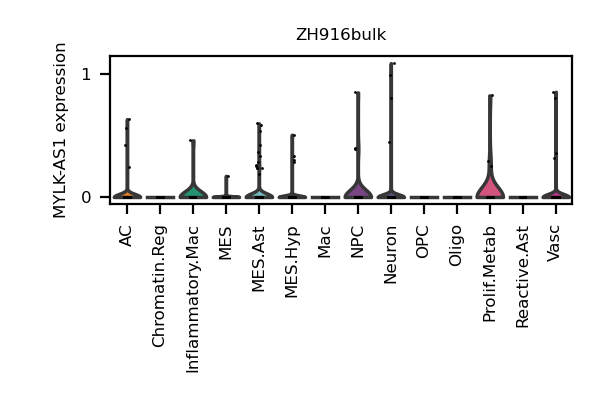 ZH916bulk
MYLK-AS1 expression
1
0
AC
Chromatin.Reg
Inflammatory.Mac
MES
MES.Ast
MES.Hyp
Mac
NPC
Neuron
OPC
Oligo
Prolif.Metab
Reactive.Ast
Vasc